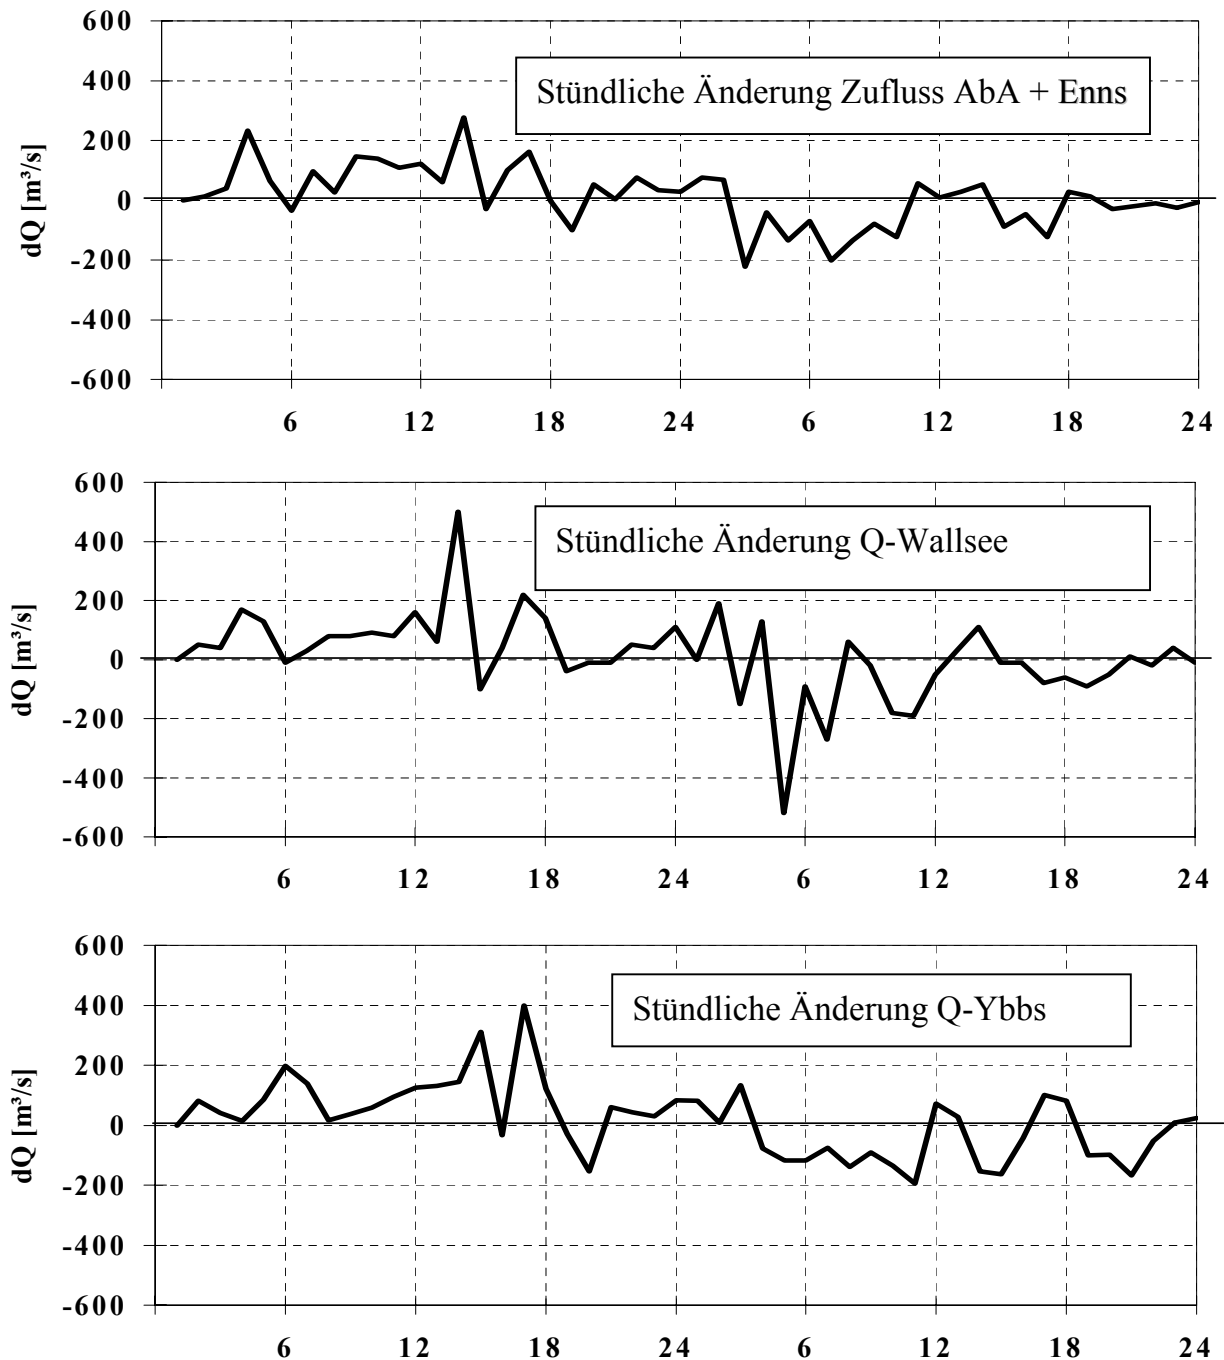 600
400
200
0
-200
-400
-600
dQ [m³/s]
Stündliche Änderung Zufluss AbA + Enns
6 12 18 24 6 12 18 24
600
400
200
0
-200
-400
-600
dQ [m³/s]
Stündliche Änderung Q-Wallsee
6 12 18 24 6 12 18 24
600
400
200
0
-200
-400
-600
dQ [m³/s]
Stündliche Änderung Q-Ybbs
6 12 18 24 6 12 18 24